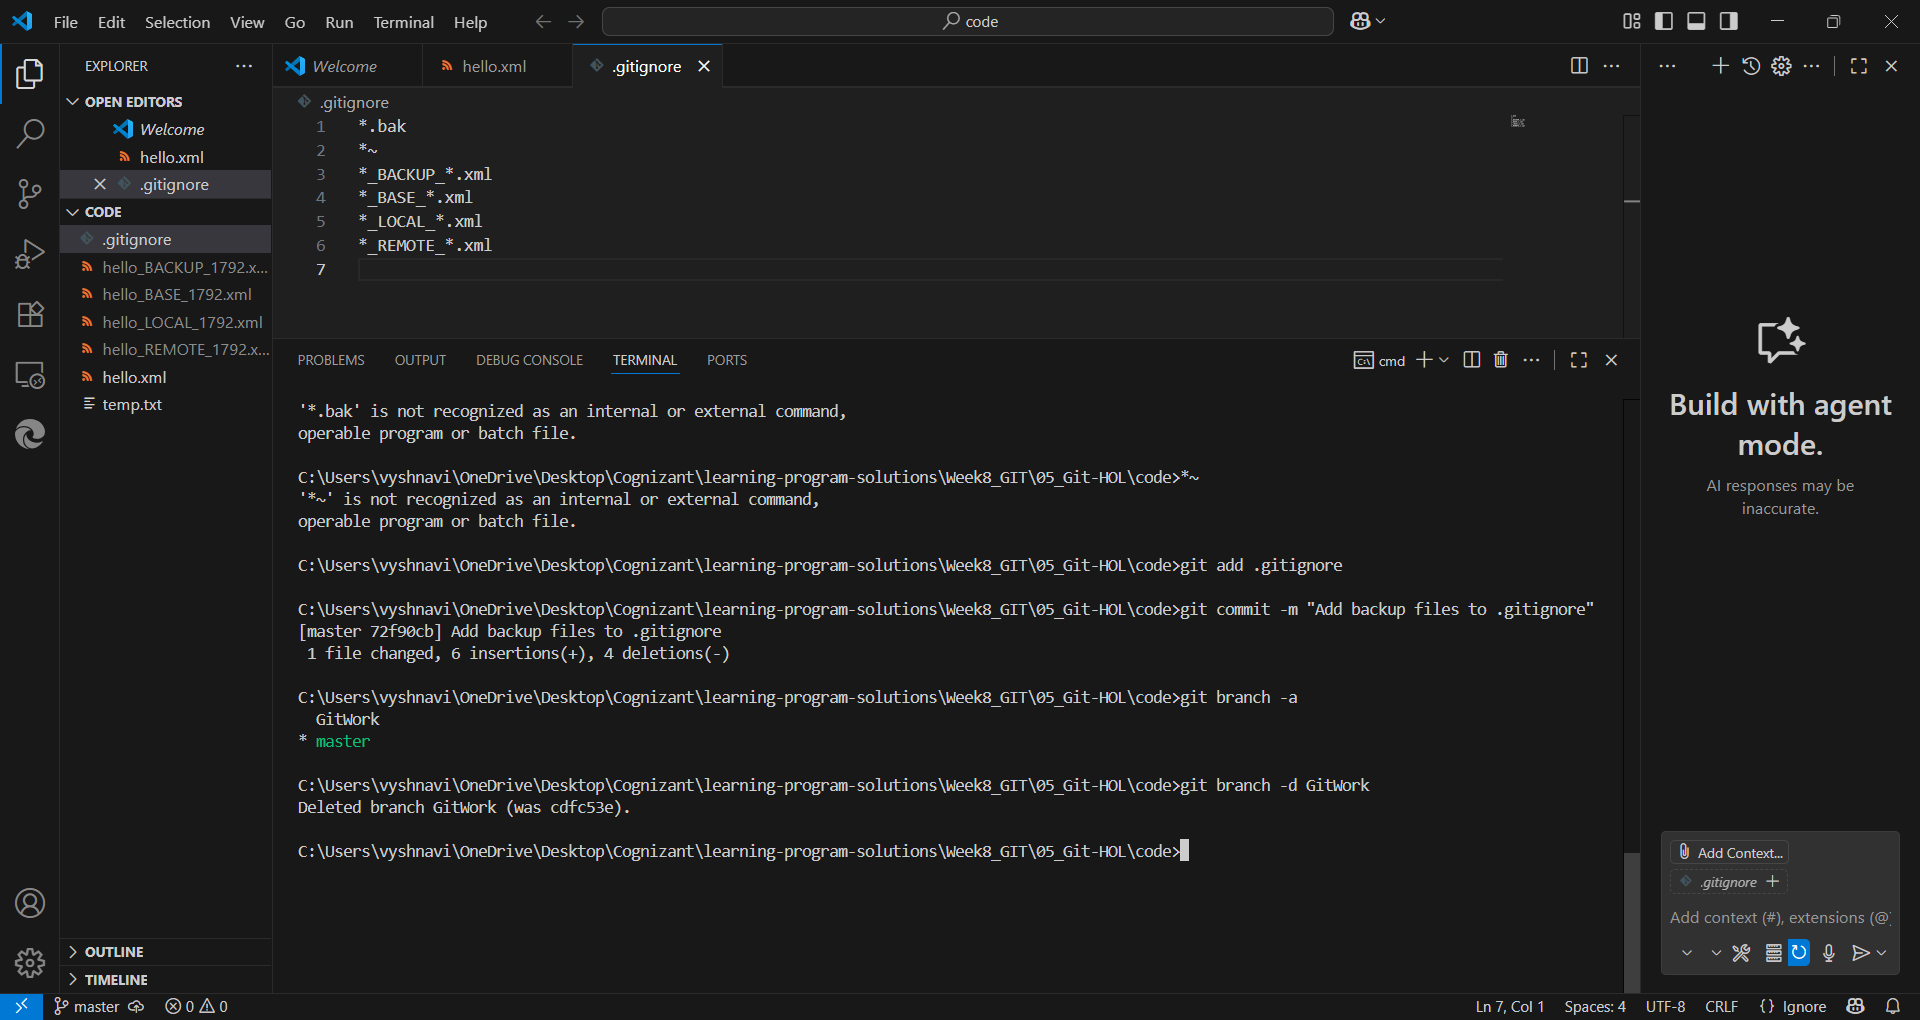 File Edit Selection View Go Run Terminal Help
code
EXPLORER
OPEN EDITORS
Welcome
hello.xml
.gitignore
CODE
.gitignore
hello_BACKUP_1792.x...
hello_BASE_1792.xml
hello_LOCAL_1792.xml
hello_REMOTE_1792.x...
hello.xml
temp.txt
OUTLINE
TIMELINE
Welcome
hello.xml
.gitignore
.gitignore
1 *.bak
2 *~
3 *_BACKUP_*.xml
4 *_BASE_*.xml
5 *_LOCAL_*.xml
6 *_REMOTE_*.xml
7
PROBLEMS OUTPUT DEBUG CONSOLE TERMINAL PORTS
cmd
'*.bak' is not recognized as an internal or external command,
operable program or batch file.
C:\Users\vyshnavi\OneDrive\Desktop\Cognizant\learning-program-solutions\Week8_GIT\05_Git-HOL\code>*~
'*~' is not recognized as an internal or external command,
operable program or batch file.
C:\Users\vyshnavi\OneDrive\Desktop\Cognizant\learning-program-solutions\Week8_GIT\05_Git-HOL\code>git add .gitignore
C:\Users\vyshnavi\OneDrive\Desktop\Cognizant\learning-program-solutions\Week8_GIT\05_Git-HOL\code>git commit -m "Add backup files to .gitignore"
[master 72f90cb] Add backup files to .gitignore
1 file changed, 6 insertions(+), 4 deletions(-)
C:\Users\vyshnavi\OneDrive\Desktop\Cognizant\learning-program-solutions\Week8_GIT\05_Git-HOL\code>git branch -a
GitWork
* master
C:\Users\vyshnavi\OneDrive\Desktop\Cognizant\learning-program-solutions\Week8_GIT\05_Git-HOL\code>git branch -d GitWork
Deleted branch GitWork (was cdfc53e).
C:\Users\vyshnavi\OneDrive\Desktop\Cognizant\learning-program-solutions\Week8_GIT\05_Git-HOL\code>
Build with agent
mode.
AI responses may be
inaccurate.
Add Context...
.gitignore
Add context (#), extensions (@
master
0 0
Ln 7, Col 1 Spaces: 4 UTF-8 CRLF {} Ignore